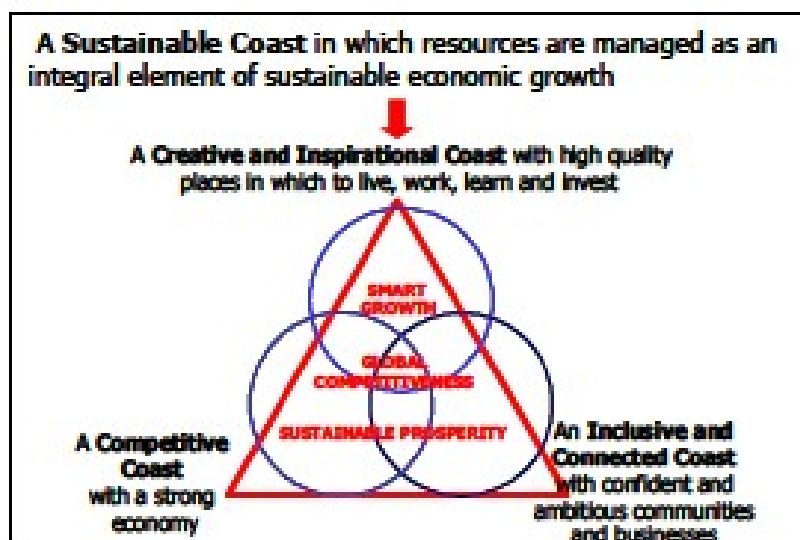 A Sustainable Coast in which resources are managed as an
integral element of sustainable economic growth
A Creative and Inspirational Coast with high quality
places in which to live, work, learn and invest
SMART
GROWTH
GLOBAL
COMPETITIVENESS
SUSTAINABLE PROSPERITY
A Competitive
Coast
with a strong
economy
An Inclusive and
Connected Coast
with confident and
ambitious communities
and businesses